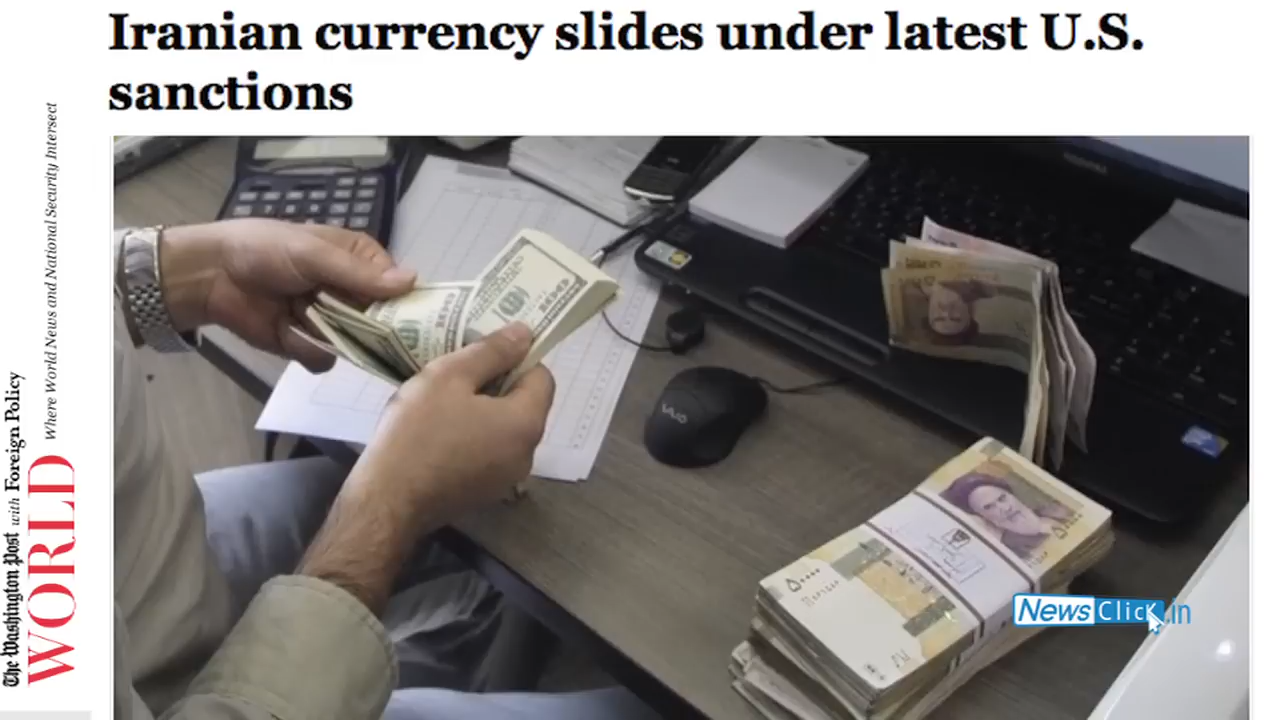 Iranian currency slides under latest U.S.
sanctions
The Washington Post with Foreign Policy
WORLD
Where World News and National Security Intersect
VAIO
NewsClick.in